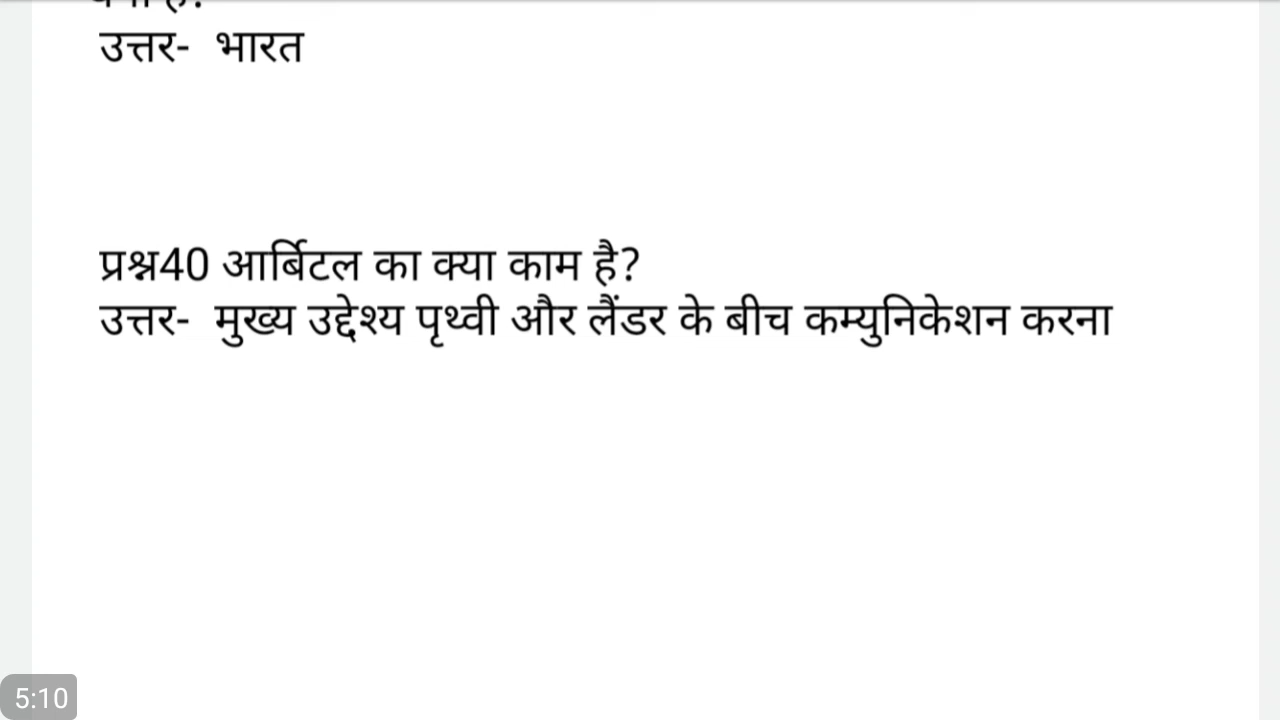 उत्तर- भारत
प्रश्न40 आर्बिटल का क्या काम है?
उत्तर- मुख्य उद्देश्य पृथ्वी और लैंडर के बीच कम्युनिकेशन करना
5:10